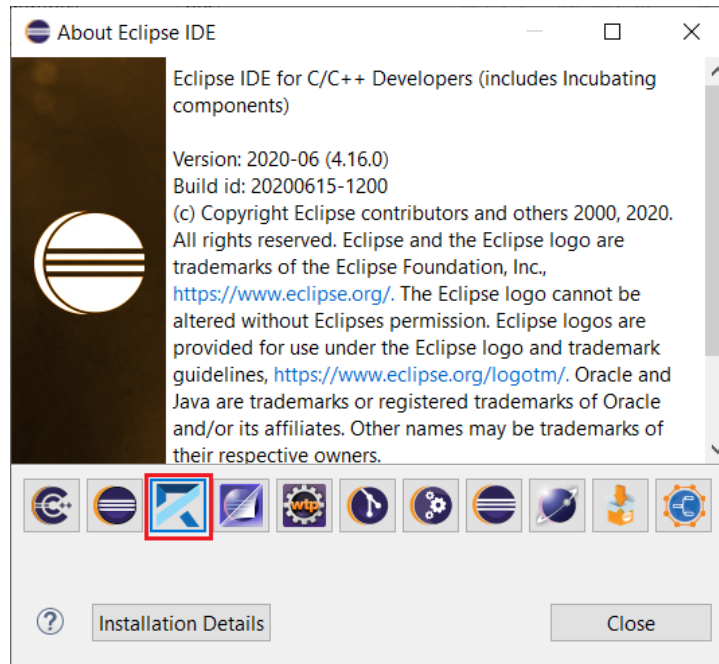 About Eclipse IDE
Eclipse IDE for C/C++ Developers (includes Incubating
components)
Version: 2020-06 (4.16.0)
Build id: 20200615-1200
(c) Copyright Eclipse contributors and others 2000, 2020.
All rights reserved. Eclipse and the Eclipse logo are
trademarks of the Eclipse Foundation, Inc.,
https://www.eclipse.org/. The Eclipse logo cannot be
altered without Eclipses permission. Eclipse logos are
provided for use under the Eclipse logo and trademark
guidelines, https://www.eclipse.org/logotm/. Oracle and
Java are trademarks or registered trademarks of Oracle
and/or its affiliates. Other names may be trademarks of
their respective owners.
wtp
? Installation Details Close